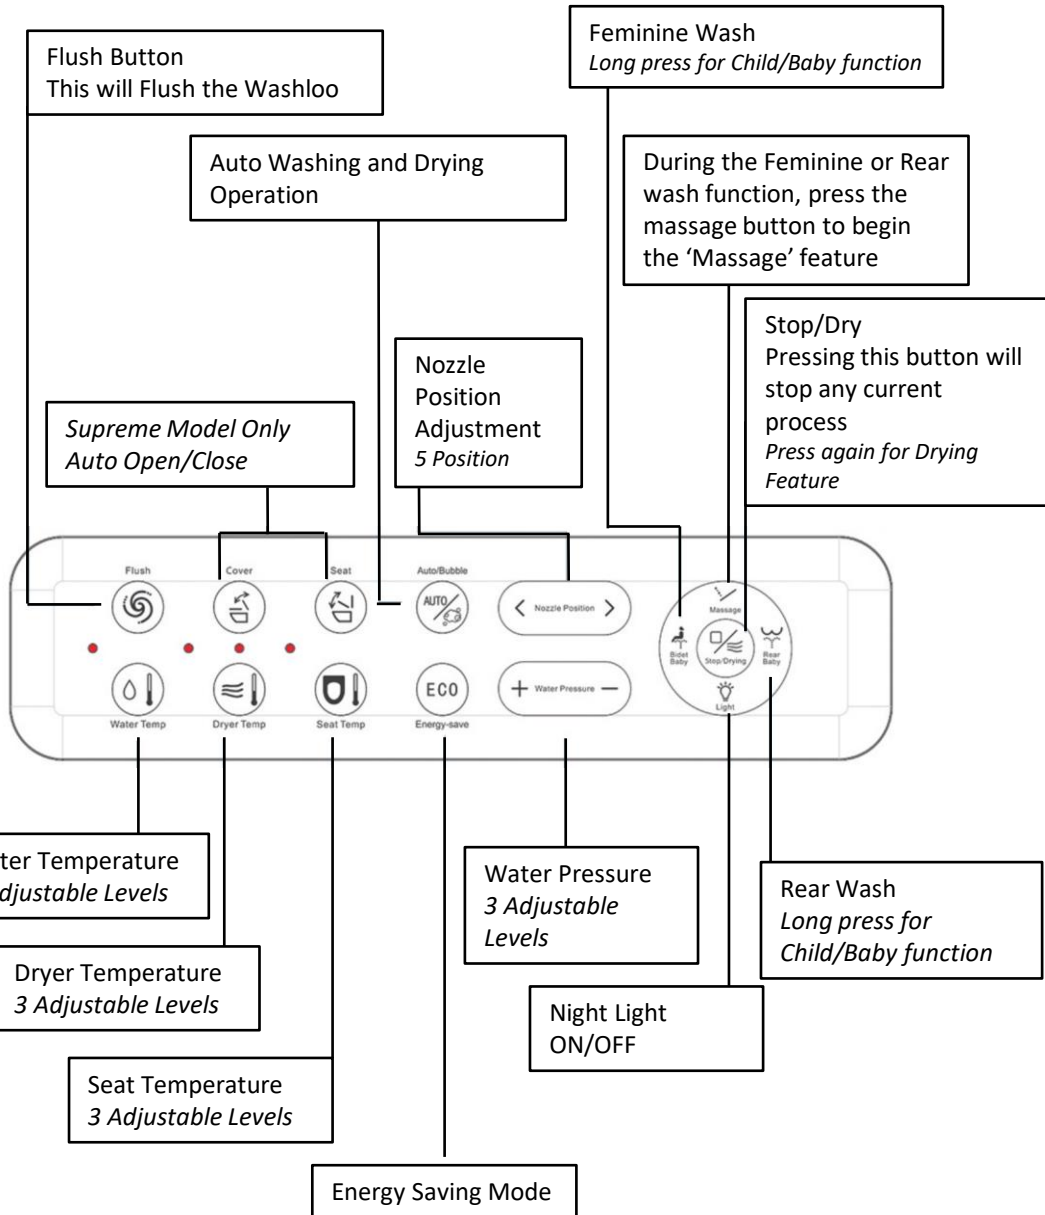 Feminine Wash
Long press for Child/Baby function
Flush Button
This will Flush the Washloo
Auto Washing and Drying
Operation
During the Feminine or Rear
wash function, press the
massage button to begin
the ‘Massage’ feature
Stop/Dry
Pressing this button will
stop any current
process
Press again for Drying
Feature
Nozzle
Position
Adjustment
5 Position
Supreme Model Only
Auto Open/Close
Flush
Cover
Seat
Auto/Bubble
AUTO
Nozzle Position
Massage
Bidet
Baby
Stop/Drying
Rear
Baby
Light
ECO
+ Water Pressure −
Water Temp
Dryer Temp
Seat Temp
Energy-save
ter Temperature
djustable Levels
Water Pressure
3 Adjustable
Levels
Rear Wash
Long press for
Child/Baby function
Dryer Temperature
3 Adjustable Levels
Night Light
ON/OFF
Seat Temperature
3 Adjustable Levels
Energy Saving Mode